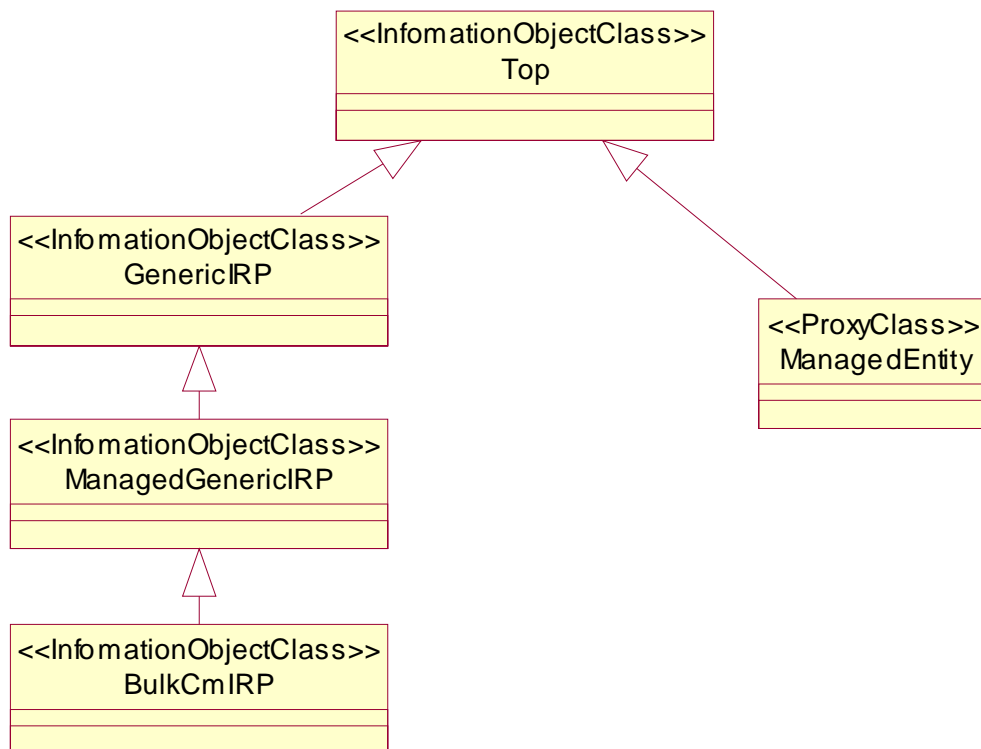 <<InfomationObjectClass>>
Top
<<InfomationObjectClass>>
GenericIRP
<<ProxyClass>>
ManagedEntity
<<InfomationObjectClass>>
ManagedGenericIRP
<<InfomationObjectClass>>
BulkCmIRP